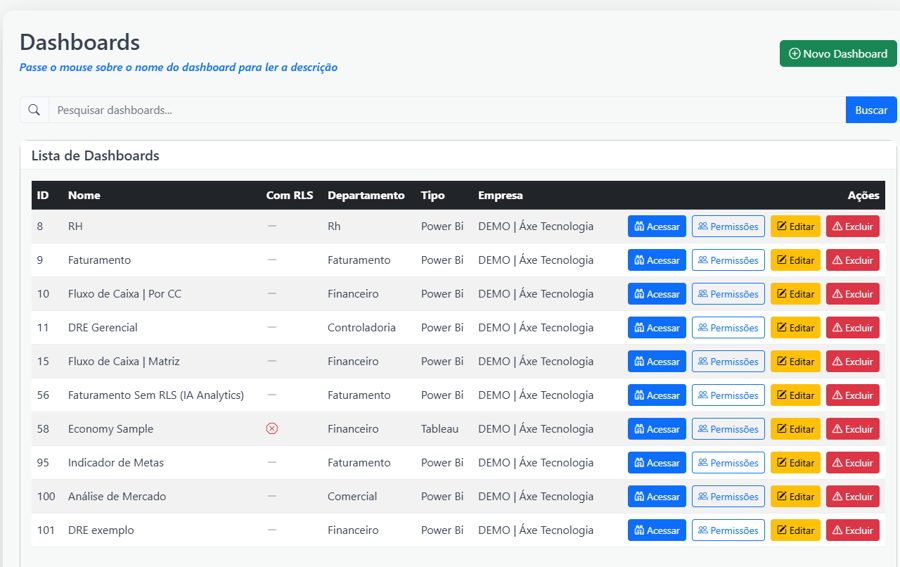 Dashboards
Passe o mouse sobre o nome do dashboard para ler a descrição
Novo Dashboard
Pesquisar dashboards...
Buscar
Lista de Dashboards
ID Nome Com RLS Departamento Tipo Empresa Ações
8 RH — Rh Power Bi DEMO | Áxe Tecnologia Acessar Permissões Editar Excluir
9 Faturamento — Faturamento Power Bi DEMO | Áxe Tecnologia Acessar Permissões Editar Excluir
10 Fluxo de Caixa | Por CC — Financeiro Power Bi DEMO | Áxe Tecnologia Acessar Permissões Editar Excluir
11 DRE Gerencial — Controladoria Power Bi DEMO | Áxe Tecnologia Acessar Permissões Editar Excluir
15 Fluxo de Caixa | Matriz — Financeiro Power Bi DEMO | Áxe Tecnologia Acessar Permissões Editar Excluir
56 Faturamento Sem RLS (IA Analytics) — Faturamento Power Bi DEMO | Áxe Tecnologia Acessar Permissões Editar Excluir
58 Economy Sample Financeiro Tableau DEMO | Áxe Tecnologia Acessar Permissões Editar Excluir
95 Indicador de Metas — Faturamento Power Bi DEMO | Áxe Tecnologia Acessar Permissões Editar Excluir
100 Análise de Mercado — Comercial Power Bi DEMO | Áxe Tecnologia Acessar Permissões Editar Excluir
101 DRE exemplo — Financeiro Power Bi DEMO | Áxe Tecnologia Acessar Permissões Editar Excluir